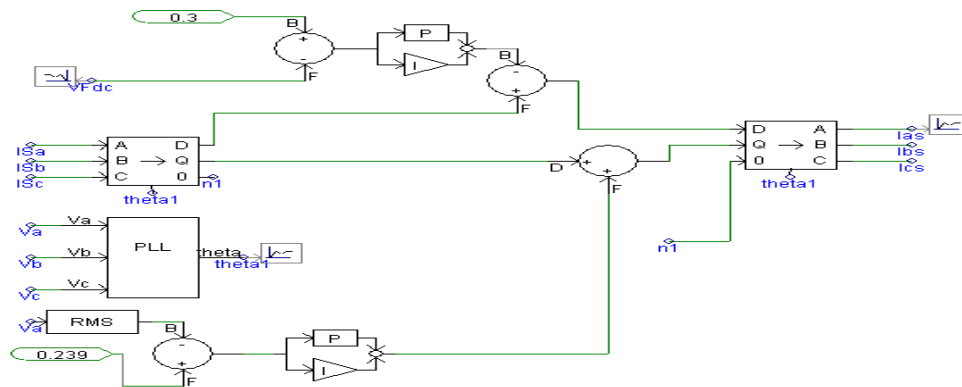 0.3
B
+
-
F
P
I
B
-
F
VFdc
ISa
ISb
ISc
A
B
C
D
Q
0
n1
theta1
D
+
+
F
D
Q
0
A
B
C
Ias
Ibs
Ics
theta1
n1
Va
Vb
Vc
Va
Vb
Vc
PLL
theta
theta1
Va
RMS
B
-
+
F
0.239
P
I